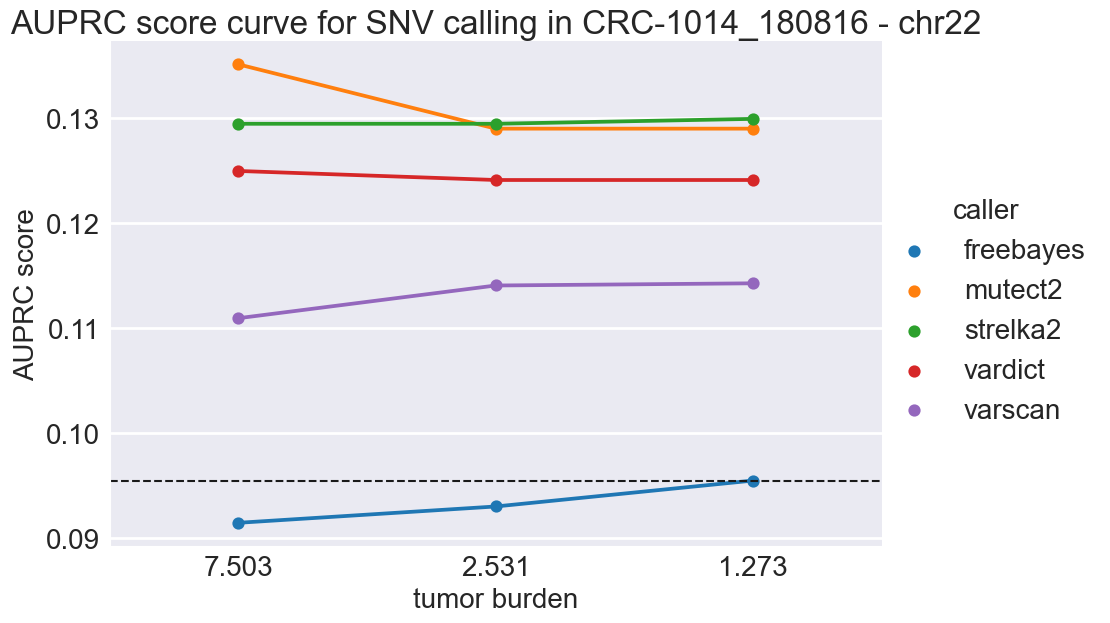 AUPRC score curve for SNV calling in CRC-1014_180816 - chr22
AUPRC score
0.13
0.12
0.11
0.10
0.09
7.503 2.531 1.273
tumor burden
caller
freebayes
mutect2
strelka2
vardict
varscan